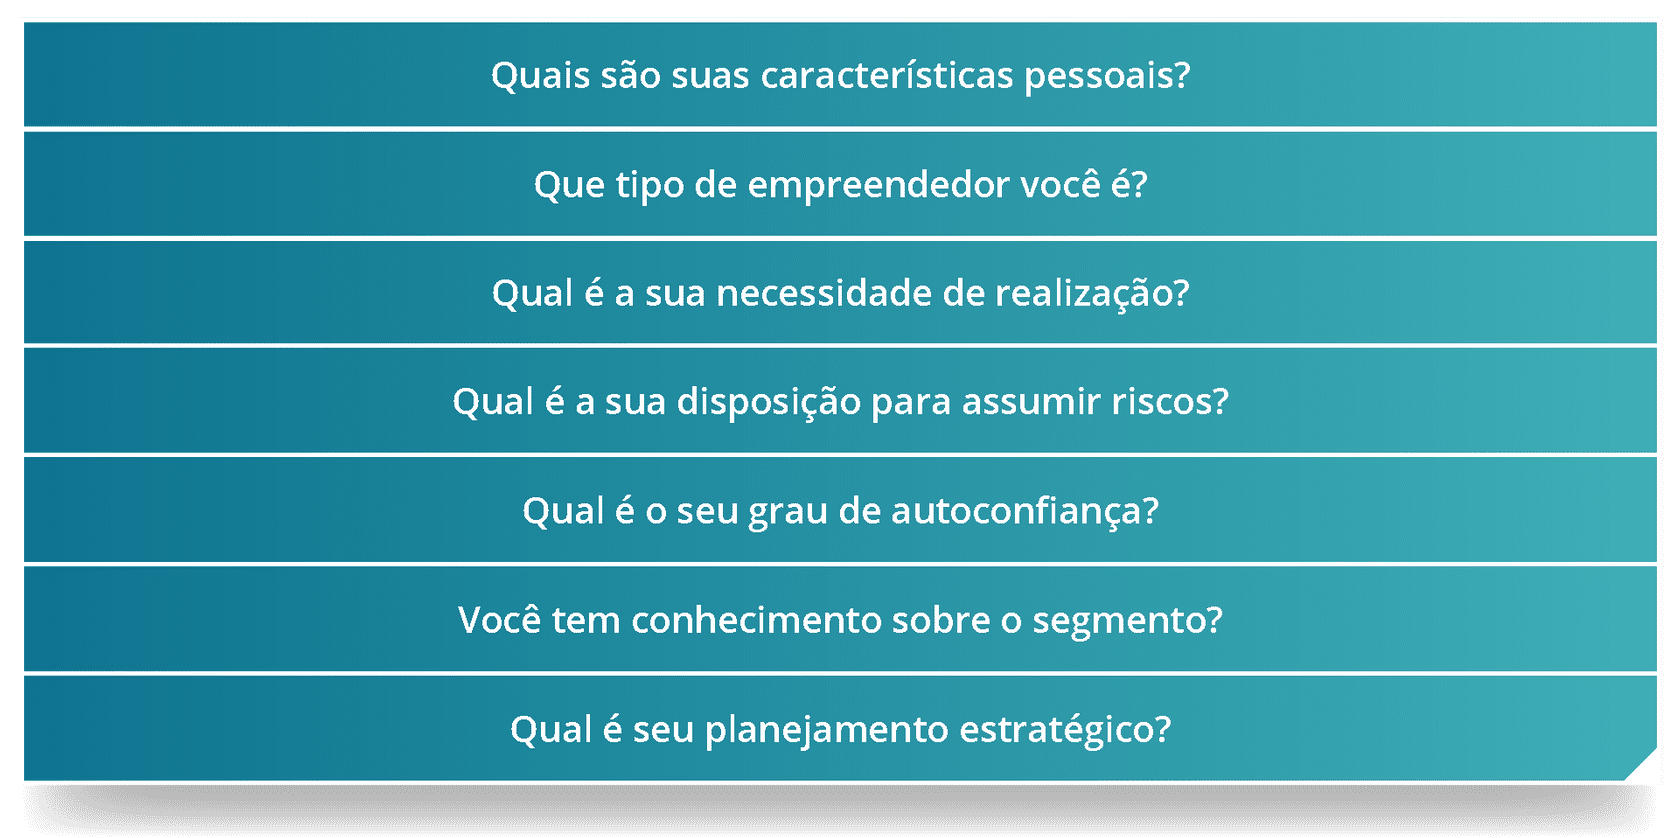 Quais são suas características pessoais?
Que tipo de empreendedor você é?
Qual é a sua necessidade de realização?
Qual é a sua disposição para assumir riscos?
Qual é o seu grau de autoconfiança?
Você tem conhecimento sobre o segmento?
Qual é seu planejamento estratégico?